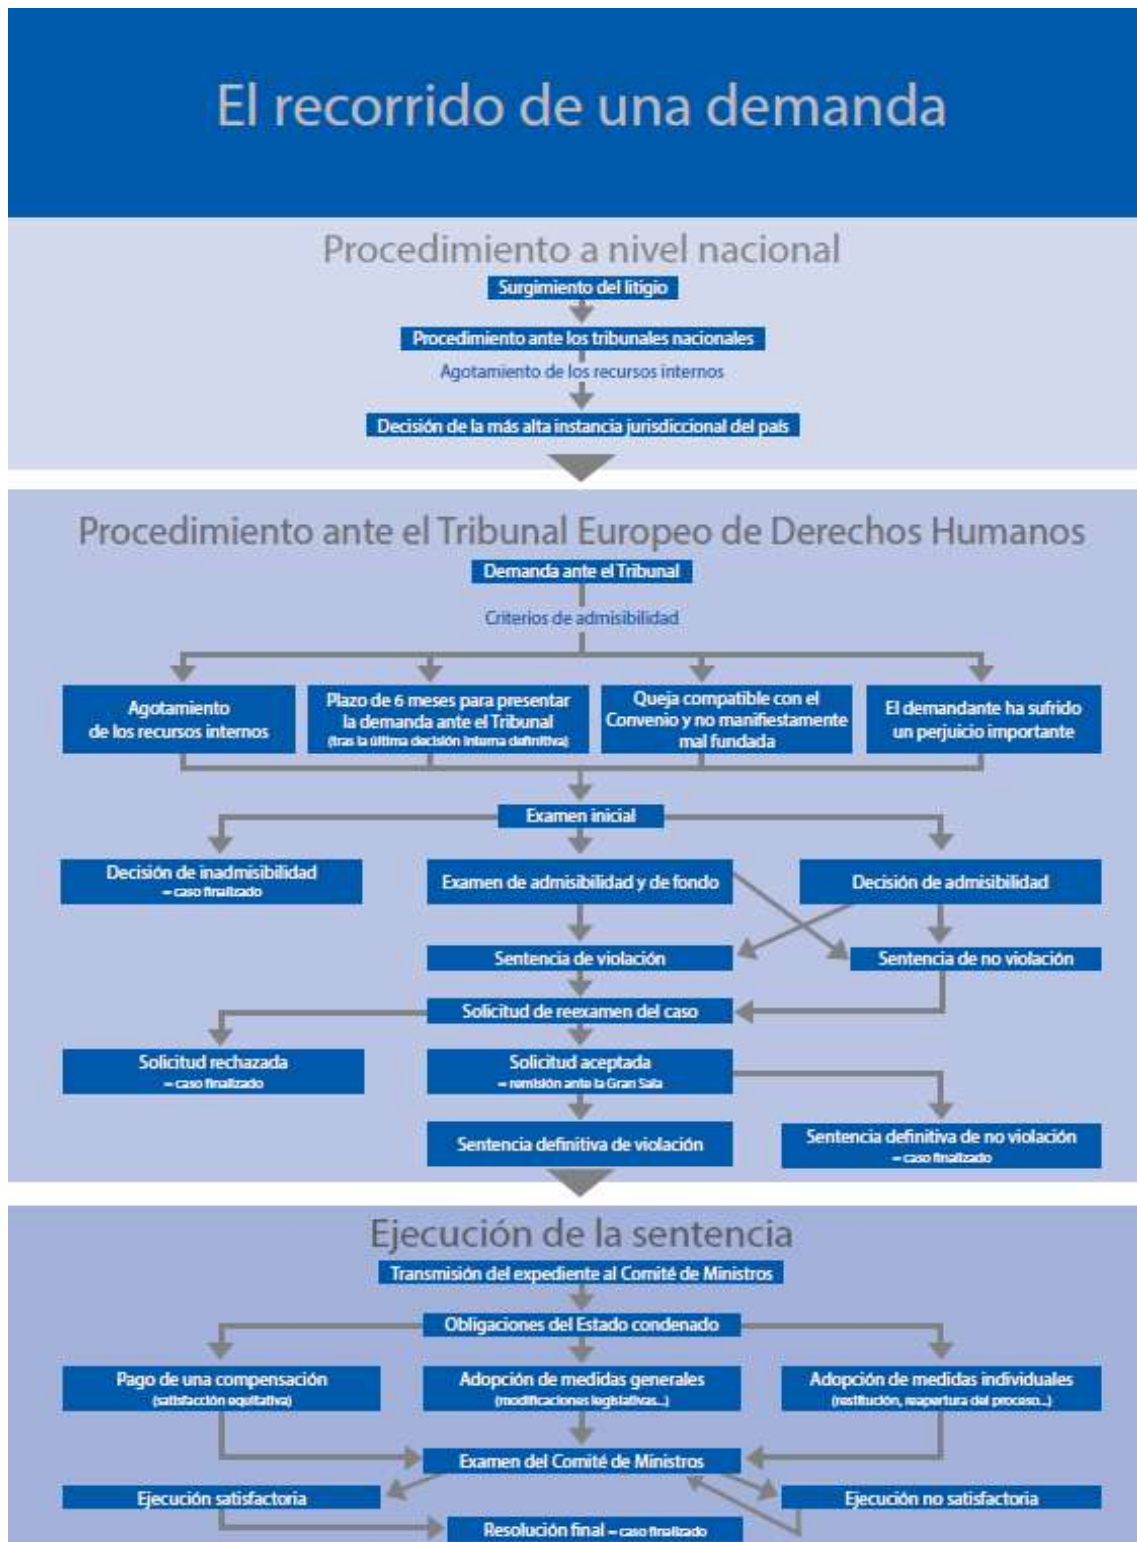 El recorrido de una demanda
Procedimiento a nivel nacional
Surgimiento del litigio
Procedimiento ante los tribunales nacionales
Agotamiento de los recursos internos
Decisión de la más alta instancia jurisdiccional del país
Procedimiento ante el Tribunal Europeo de Derechos Humanos
Demanda ante el Tribunal
Criterios de admisibilidad
Agotamiento
de los recursos internos
Plazo de 6 meses para presentar
la demanda ante el Tribunal
(tras la última decisión interna definitiva)
Queja compatible con el
Convenio y no manifiestamente
mal fundada
El demandante ha sufrido
un perjuicio importante
Examen inicial
Decisión de inadmisibilidad
= caso finalizado
Examen de admisibilidad y de fondo
Decisión de admisibilidad
Sentencia de violación
Sentencia de no violación
Solicitud de reexamen del caso
Solicitud rechazada
= caso finalizado
Solicitud aceptada
= remisión ante la Gran Sala
Sentencia definitiva de violación
Sentencia definitiva de no violación
= caso finalizado
Ejecución de la sentencia
Transmisión del expediente al Comité de Ministros
Obligaciones del Estado condenado
Pago de una compensación
(satisfacción equitativa)
Adopción de medidas generales
(modificaciones legislativas...)
Adopción de medidas individuales
(restitución, reapertura del proceso...)
Examen del Comité de Ministros
Ejecución satisfactoria
Ejecución no satisfactoria
Resolución final = caso finalizado